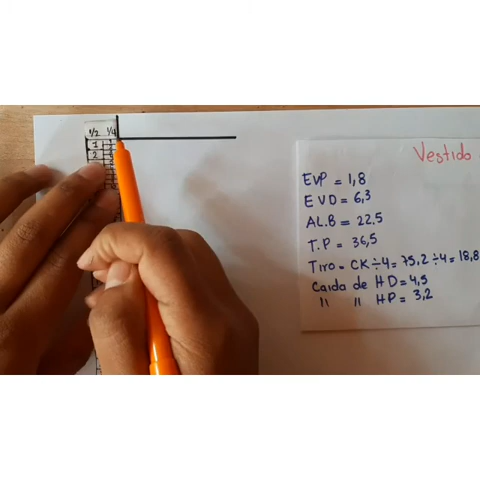 1/2 1/4
1
2
Vestido
EVP = 1,8
EVD = 6,3
AL.B = 22.5
T.P = 36,5
Tiro = CK ÷ 4 = 75,2 ÷ 4 = 18,8
Caida de HD = 4,5
" " HP = 3,2